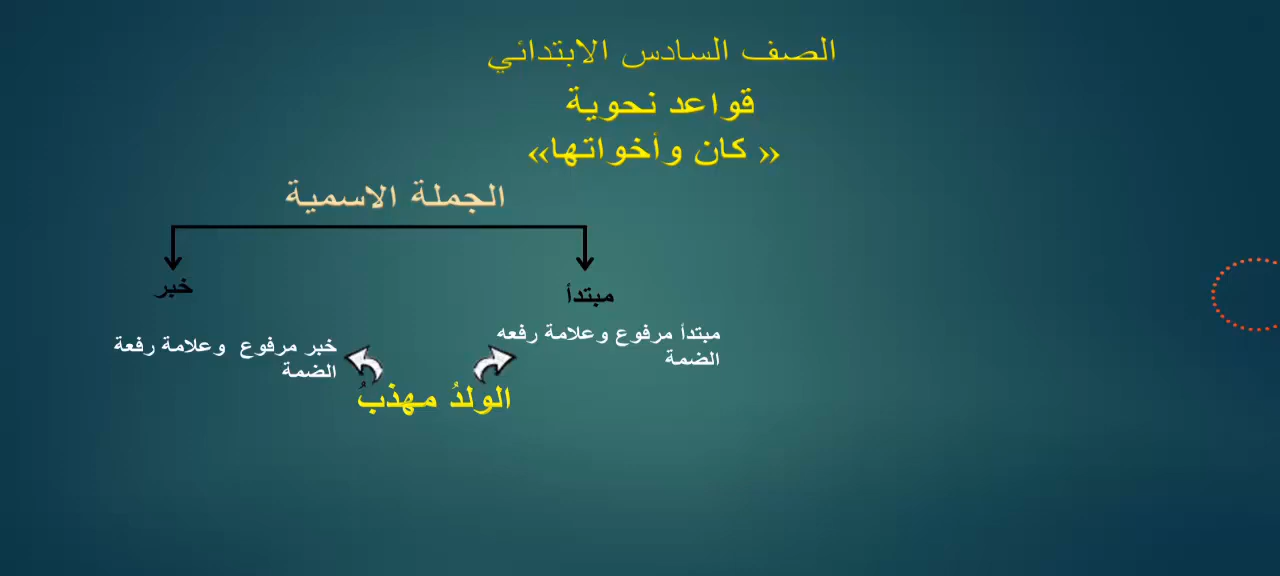 الصف السادس الابتدائي
قواعد نحوية
« كان وأخواتها»
الجملة الاسمية
مبتدأ
خبر
مبتدأ مرفوع وعلامة رفعه
الضمة
خبر مرفوع وعلامة رفعة
الضمة
الولدُ مهذبُ